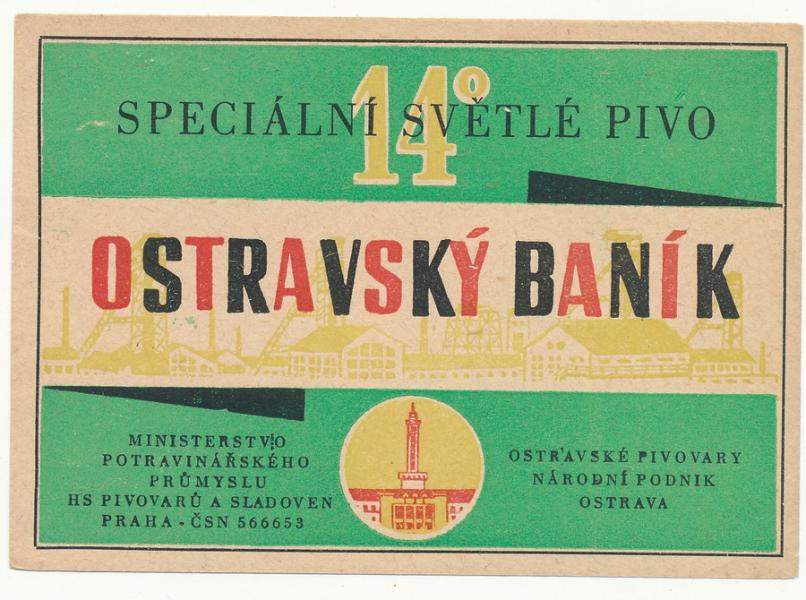 14°
SPECIÁLNÍ SVĚTLÉ PIVO
OSTRAVSKÝ BANÍK
MINISTERSTVO
POTRAVINÁŘSKÉHO
PRŮMYSLU
HS PIVOVARŮ A SLADOVEN
PRAHA - ČSN 566653
OSTRAVSKÉ PIVOVARY
NÁRODNÍ PODNIK
OSTRAVA